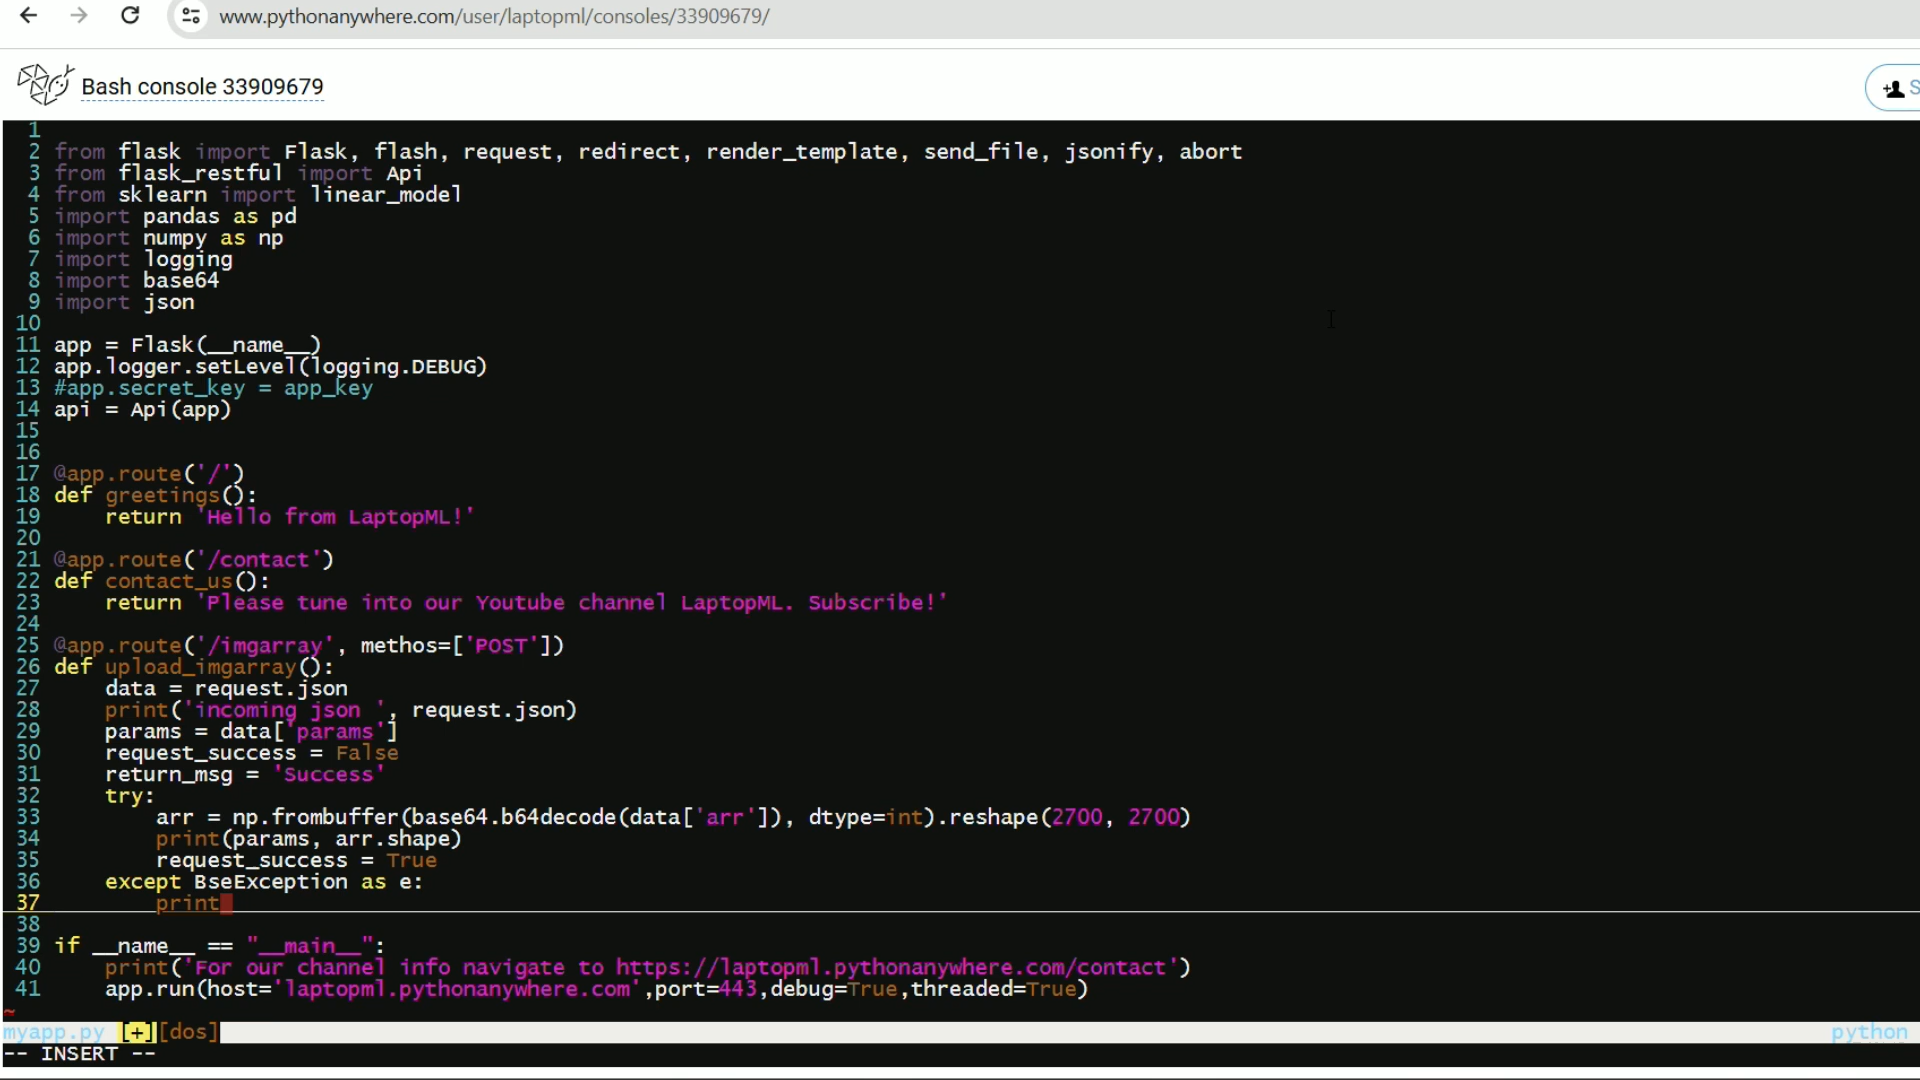 www.pythonanywhere.com/user/laptopml/consoles/33909679/
Bash console 33909679
1
2 from flask import Flask, flash, request, redirect, render_template, send_file, jsonify, abort
3 from flask_restful import Api
4 from sklearn import linear_model
5 import pandas as pd
6 import numpy as np
7 import logging
8 import base64
9 import json
10
11 app = Flask(__name__)
12 app.logger.setLevel(logging.DEBUG)
13 #app.secret_key = app_key
14 api = Api(app)
15
16
17 @app.route('/')
18 def greetings():
19     return 'Hello from LaptopML!'
20
21 @app.route('/contact')
22 def contact_us():
23     return 'Please tune into our Youtube channel LaptopML. Subscribe!'
24
25 @app.route('/imgarray', methos=['POST'])
26 def upload_imgarray():
27     data = request.json
28     print('incoming json ', request.json)
29     params = data['params']
30     request_success = False
31     return_msg = 'Success'
32     try:
33         arr = np.frombuffer(base64.b64decode(data['arr']), dtype=int).reshape(2700, 2700)
34         print(params, arr.shape)
35         request_success = True
36     except BseException as e:
37         print
38
39 if __name__ == "__main__":
40     print('For our channel info navigate to https://laptopml.pythonanywhere.com/contact')
41     app.run(host='laptopml.pythonanywhere.com',port=443,debug=True,threaded=True)
~
myapp.py [+][dos] python
-- INSERT --